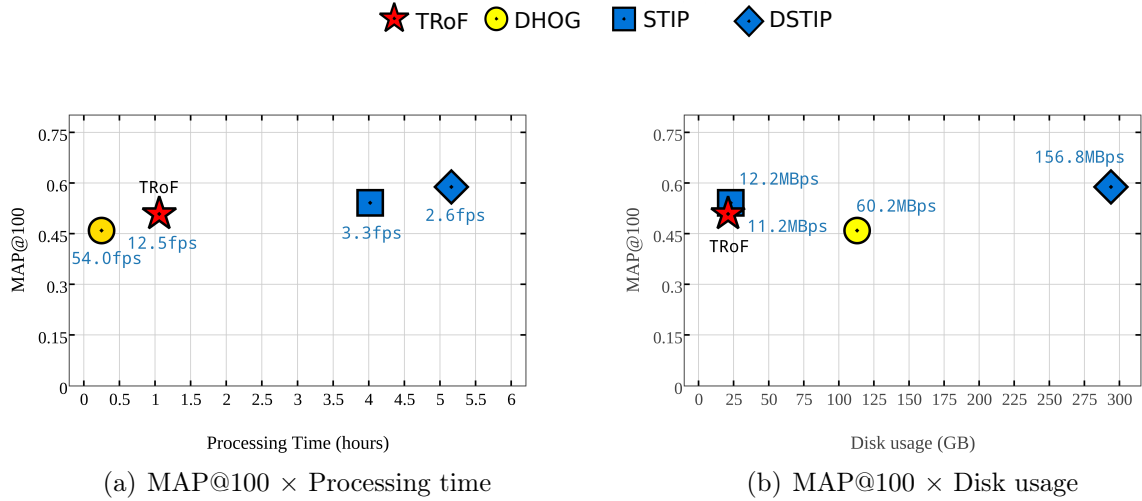 TRoF DHOG STIP DSTIP
0.75
0.6
0.45
0.3
0.15
0
MAP@100
TRoF
54.0fps
12.5fps
3.3fps
2.6fps
0 0.5 1 1.5 2 2.5 3 3.5 4 4.5 5 5.5 6
Processing Time (hours)
(a) MAP@100 × Processing time
0.75
0.6
0.45
0.3
0.15
0
MAP@100
156.8MBps
12.2MBps
60.2MBps
11.2MBps
TRoF
0 25 50 75 100 125 150 175 200 225 250 275 300
Disk usage (GB)
(b) MAP@100 × Disk usage